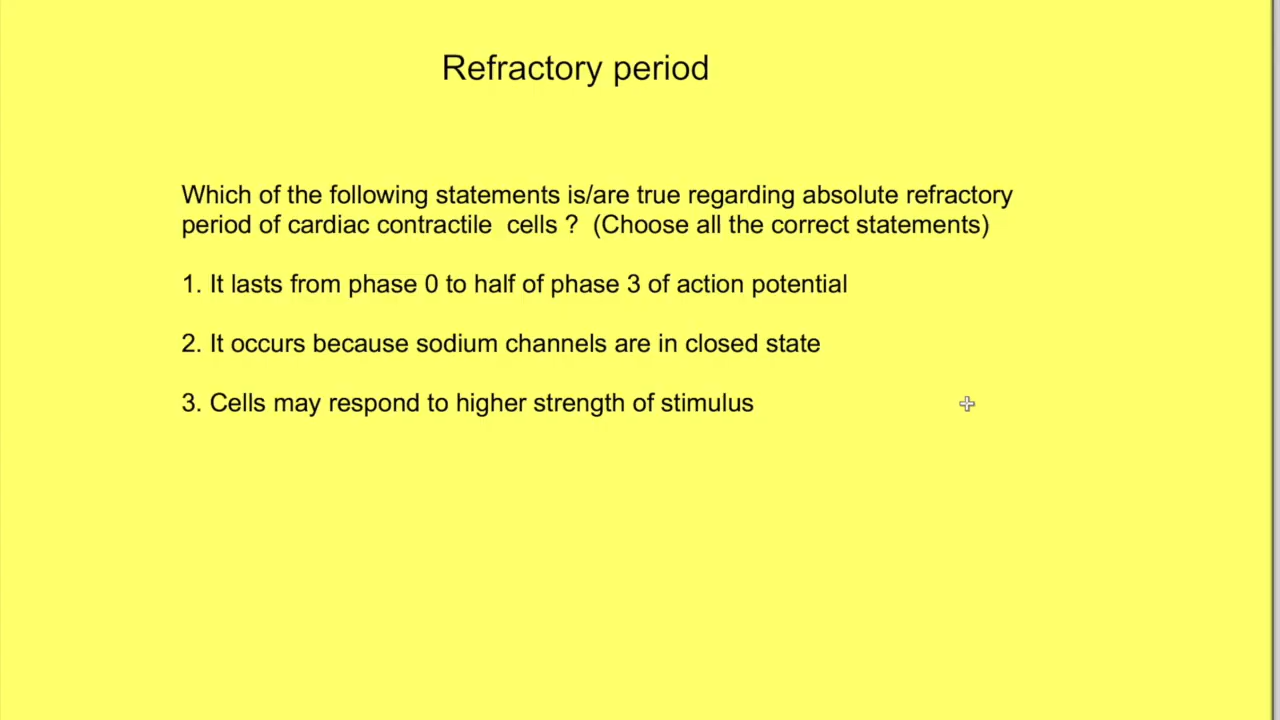 Refractory period
Which of the following statements is/are true regarding absolute refractory
period of cardiac contractile  cells ?  (Choose all the correct statements)
1. It lasts from phase 0 to half of phase 3 of action potential
2. It occurs because sodium channels are in closed state
3. Cells may respond to higher strength of stimulus